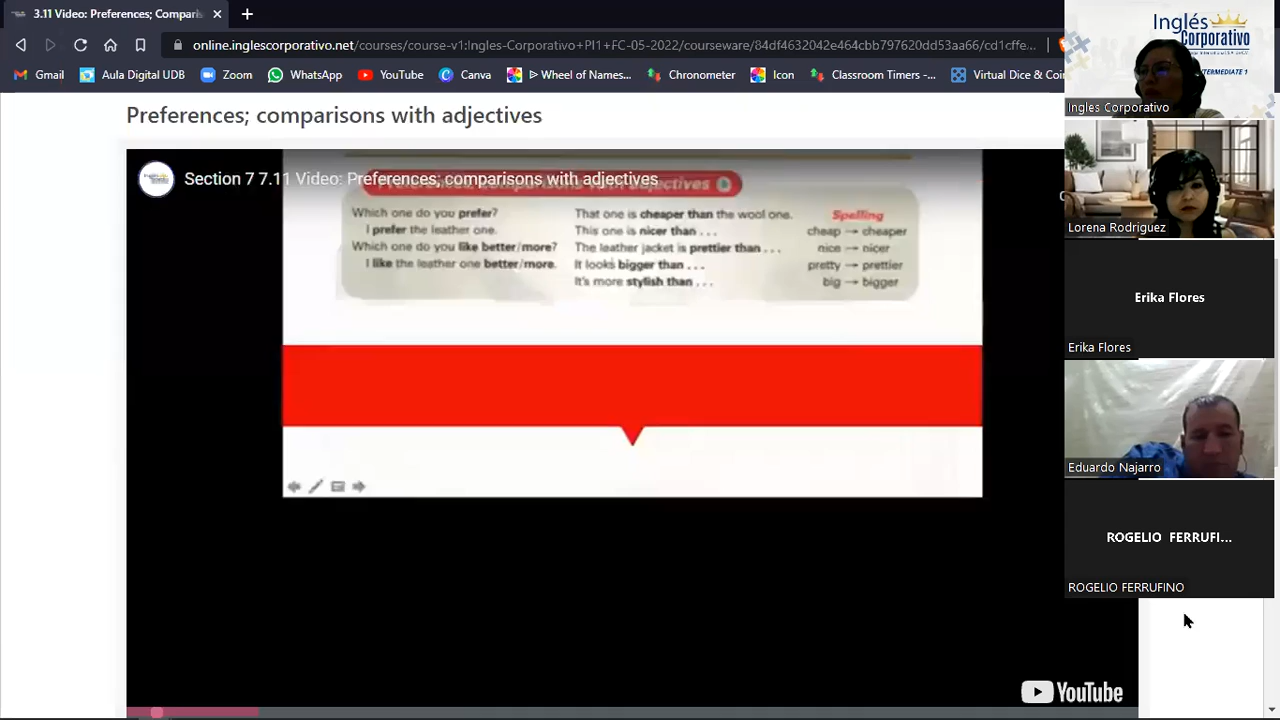 3.11 Video: Preferences; Compari
online.inglescorporativo.net/courses/course-v1:Ingles-Corporativo+PI1+FC-05-2022/courseware/84df4632042e464cbb797620dd53aa66/cd1cffe...
Gmail
Aula Digital UDB
Zoom
WhatsApp
YouTube
Canva
ᐅ Wheel of Names...
Chronometer
Icon
Classroom Timers -...
Virtual Dice & Coi
Preferences; comparisons with adjectives
Section 7 7.11 Video: Preferences; comparisons with adjectives
Which one do you prefer?
I prefer the leather one.
Which one do you like better/more?
I like the leather one better/more.
That one is cheaper than the wool one.
This one is nicer than . . .
The leather jacket is prettier than . . .
It looks bigger than . . .
It's more stylish than . . .
Spelling
cheap → cheaper
nice → nicer
pretty → prettier
big → bigger
YouTube
Inglés
Corporativo
TERMEDIATE 1
Ingles Corporativo
Lorena Rodriguez
Erika Flores
Erika Flores
Eduardo Najarro
ROGELIO FERRUFI...
ROGELIO FERRUFINO